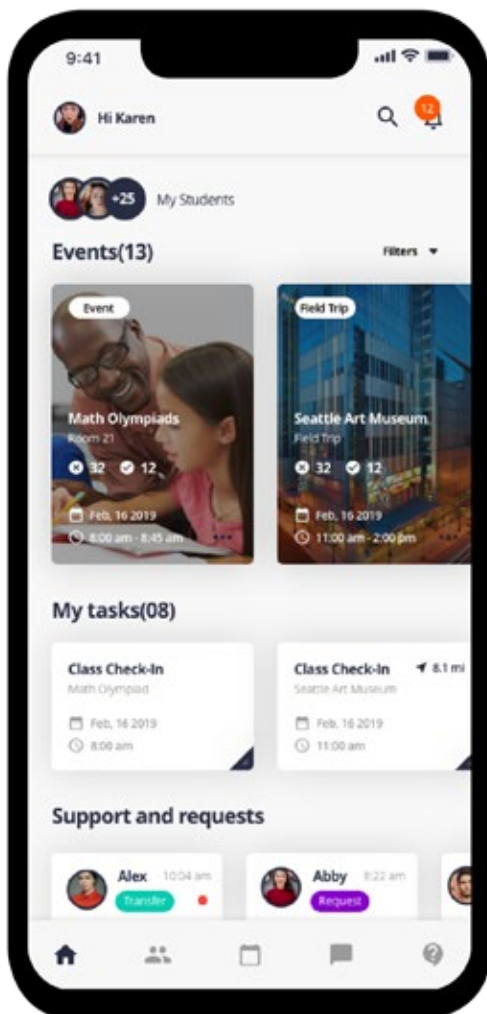 9:41
Hi Karen
12
+25 My Students
Events(13) Filters
Event
Math Olympiads
Room 21
32 12
Feb, 16 2019
8:00 am - 8:45 am
Field Trip
Seattle Art Museum
Field Trip
32 12
Feb, 16 2019
11:00 am - 2:00 pm
My tasks(08)
Class Check-In
Math Olympiad
Feb, 16 2019
8:00 am
Class Check-In 8.1 mi
Seattle Art Museum
Feb, 16 2019
11:00 am
Support and requests
Alex 10:04 am
Transfer
Abby 8:22 am
Request